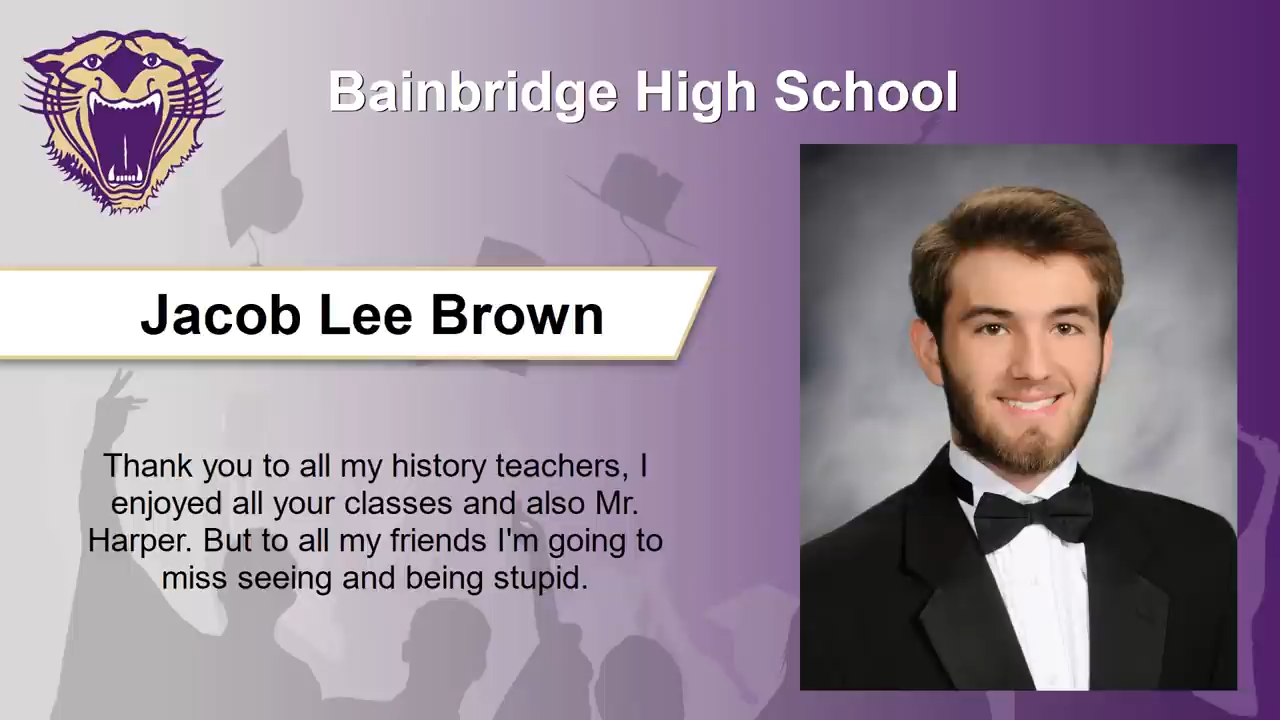 Bainbridge High School
Jacob Lee Brown
Thank you to all my history teachers, I
enjoyed all your classes and also Mr.
Harper. But to all my friends I'm going to
miss seeing and being stupid.